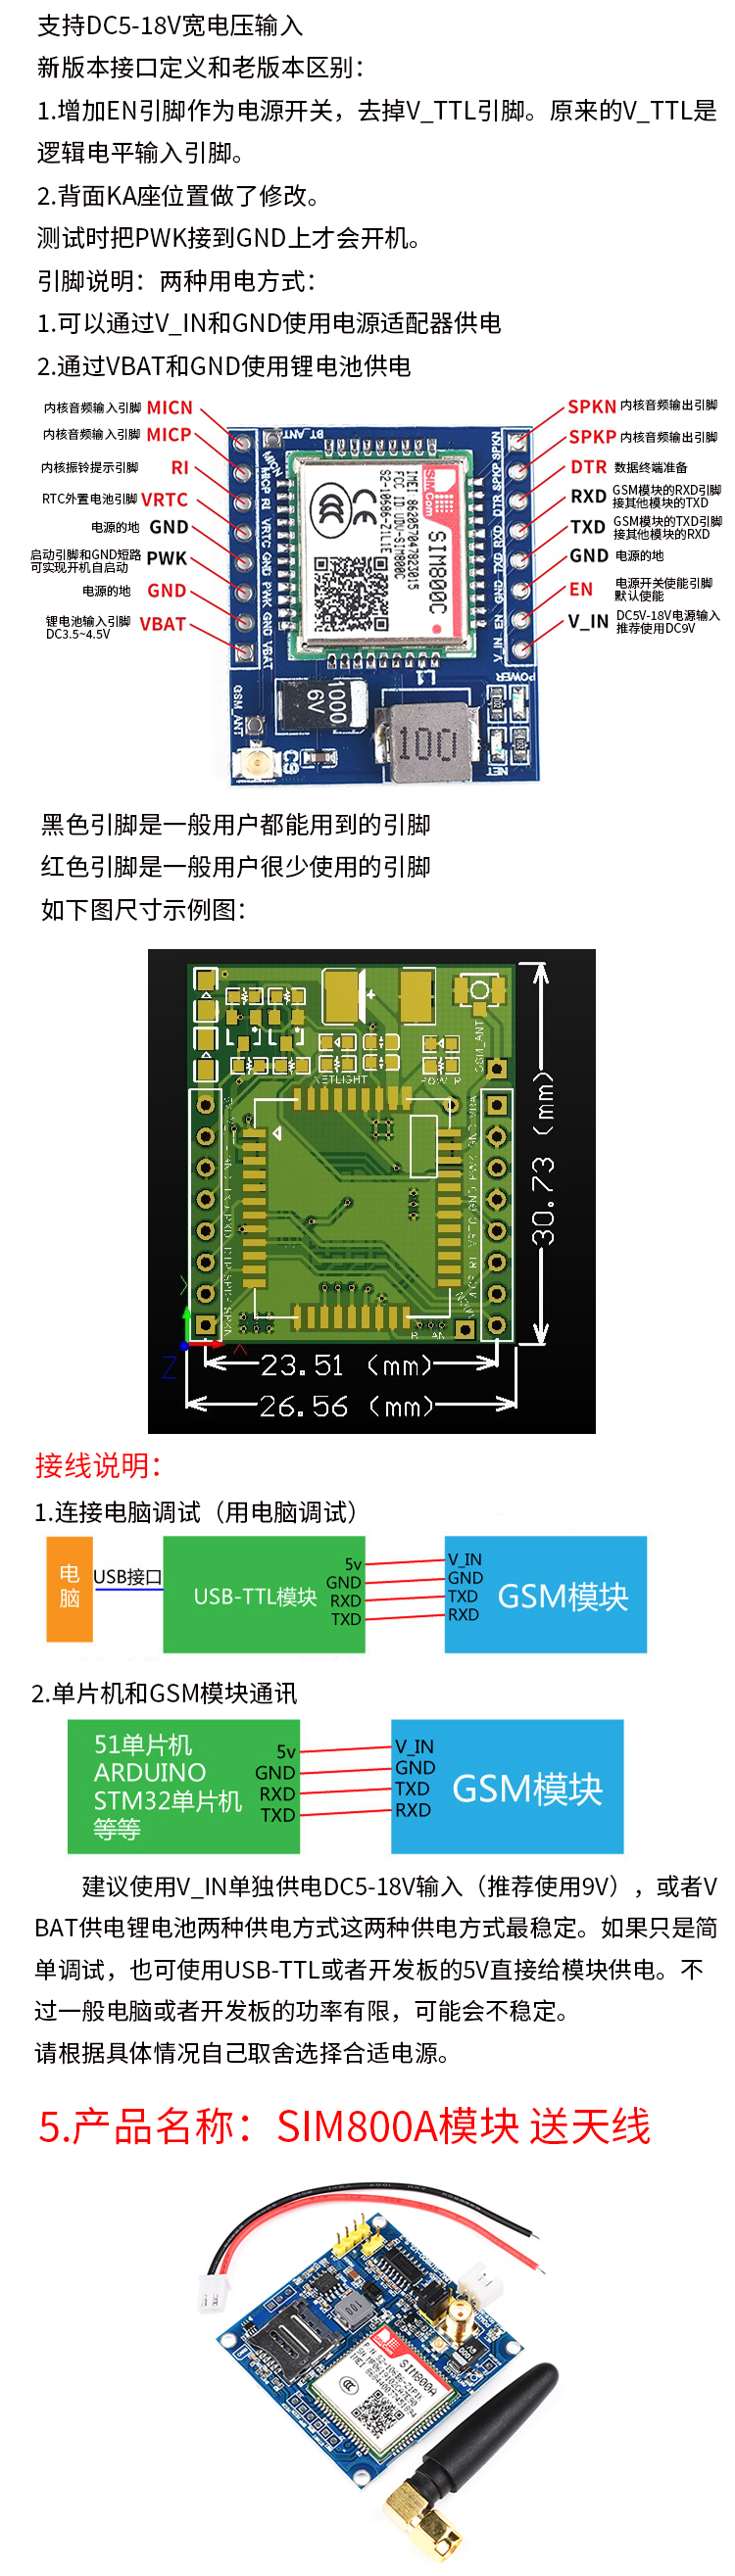 支持DC5-18V宽电压输入
新版本接口定义和老版本区别：
1.增加EN引脚作为电源开关，去掉V_TTL引脚。原来的V_TTL是
逻辑电平输入引脚。
2.背面KA座位置做了修改。
测试时把PWK接到GND上才会开机。
引脚说明：两种用电方式：
1.可以通过V_IN和GND使用电源适配器供电
2.通过VBAT和GND使用锂电池供电
内核音频输入引脚 MICN
内核音频输入引脚 MICP
内核振铃提示引脚 RI
RTC外置电池引脚 VRTC
电源的地 GND
启动引脚和GND短路
可实现开机自启动 PWK
电源的地 GND
锂电池输入引脚
DC3.5~4.5V VBAT
SPKN 内核音频输出引脚
SPKP 内核音频输出引脚
DTR 数据终端准备
RXD GSM模块的RXD引脚
接其他模块的TXD
TXD GSM模块的TXD引脚
接其他模块的RXD
GND 电源的地
EN 电源开关使能引脚
默认使能
V_IN DC5V-18V电源输入
推荐使用DC9V
BT_ANT
MICN MICP RI VRTC GND PWK GND VBAT
SPKN SPKP DTR RXD TXD GND EN V_IN
SIMCom
SIM800C
IMEI 866057047823015
FCC ID:UDV-SIM800C
S2-10686-Z1L1E
CE
CCC
GSM_ANT
1000
6V
L1
100
C9
POWER
NET
黑色引脚是一般用户都能用到的引脚
红色引脚是一般用户很少使用的引脚
如下图尺寸示例图：
GSM_ANT
30.73 (mm)
23.51 (mm)
26.56 (mm)
Z
接线说明：
1.连接电脑调试（用电脑调试）
电脑
USB接口
USB-TTL模块
5v
GND
RXD
TXD
V_IN
GND
TXD
RXD
GSM模块
2.单片机和GSM模块通讯
51单片机
ARDUINO
STM32单片机
等等
5v
GND
RXD
TXD
V_IN
GND
TXD
RXD
GSM模块
建议使用V_IN单独供电DC5-18V输入（推荐使用9V），或者V
BAT供电锂电池两种供电方式这两种供电方式最稳定。如果只是简
单调试，也可使用USB-TTL或者开发板的5V直接给模块供电。不
过一般电脑或者开发板的功率有限，可能会不稳定。
请根据具体情况自己取舍选择合适电源。
5.产品名称：SIM800A模块 送天线
100
SIM800A